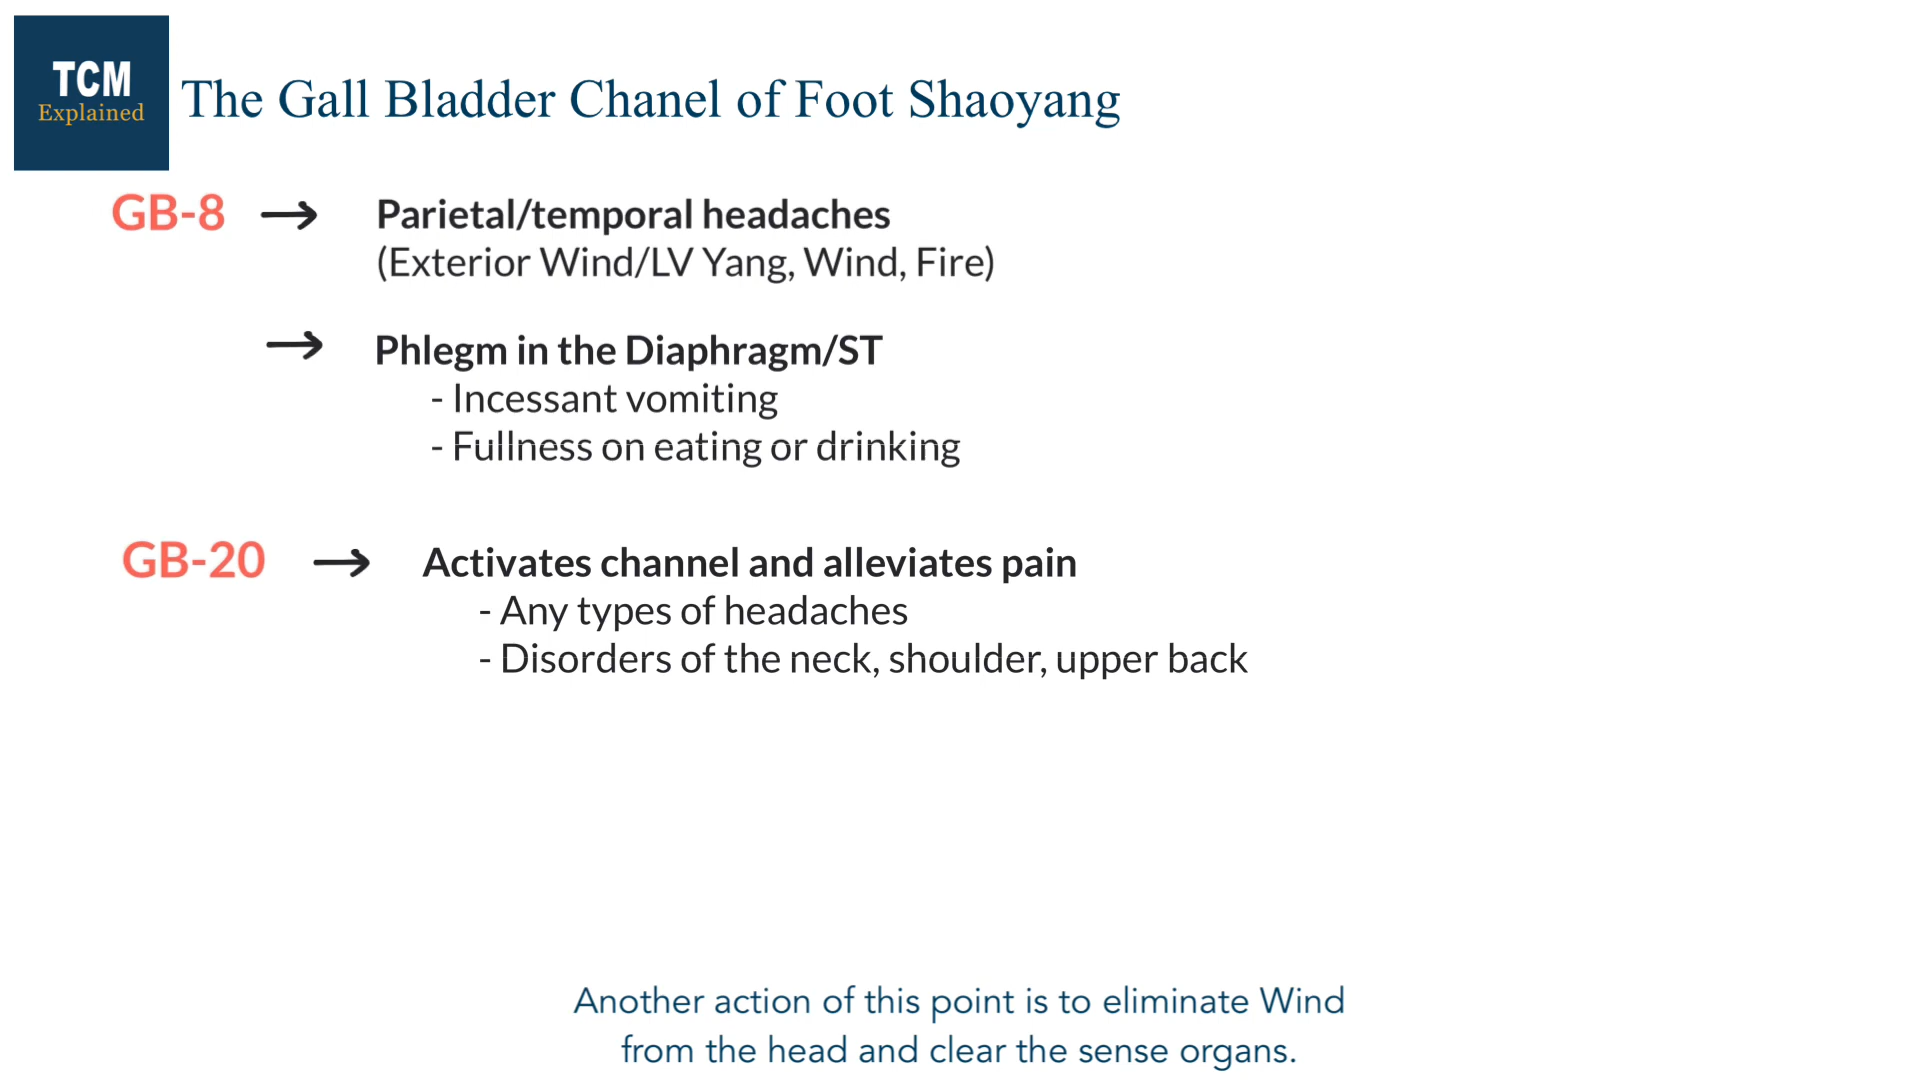 TCM
Explained
The Gall Bladder Chanel of Foot Shaoyang
GB-8 → Parietal/temporal headaches
(Exterior Wind/LV Yang, Wind, Fire)
→ Phlegm in the Diaphragm/ST
- Incessant vomiting
- Fullness on eating or drinking
GB-20 → Activates channel and alleviates pain
- Any types of headaches
- Disorders of the neck, shoulder, upper back
Another action of this point is to eliminate Wind
from the head and clear the sense organs.